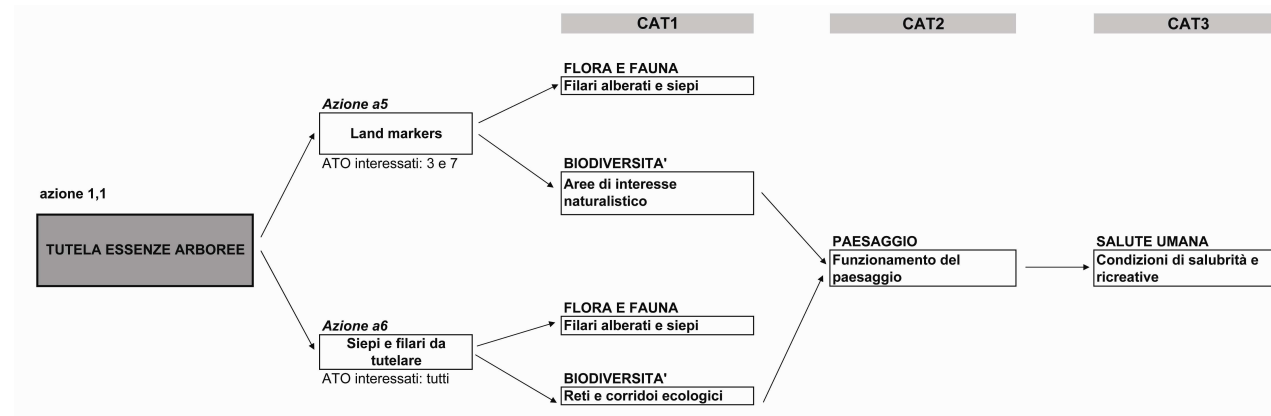 CAT1
CAT2
CAT3
FLORA E FAUNA
Filari alberati e siepi
Azione a5
Land markers
ATO interessati: 3 e 7
BIODIVERSITA'
Aree di interesse
naturalistico
azione 1,1
TUTELA ESSENZE ARBOREE
PAESAGGIO
Funzionamento del
paesaggio
SALUTE UMANA
Condizioni di salubrità e
ricreative
FLORA E FAUNA
Filari alberati e siepi
Azione a6
Siepi e filari da
tutelare
ATO interessati: tutti
BIODIVERSITA'
Reti e corridoi ecologici